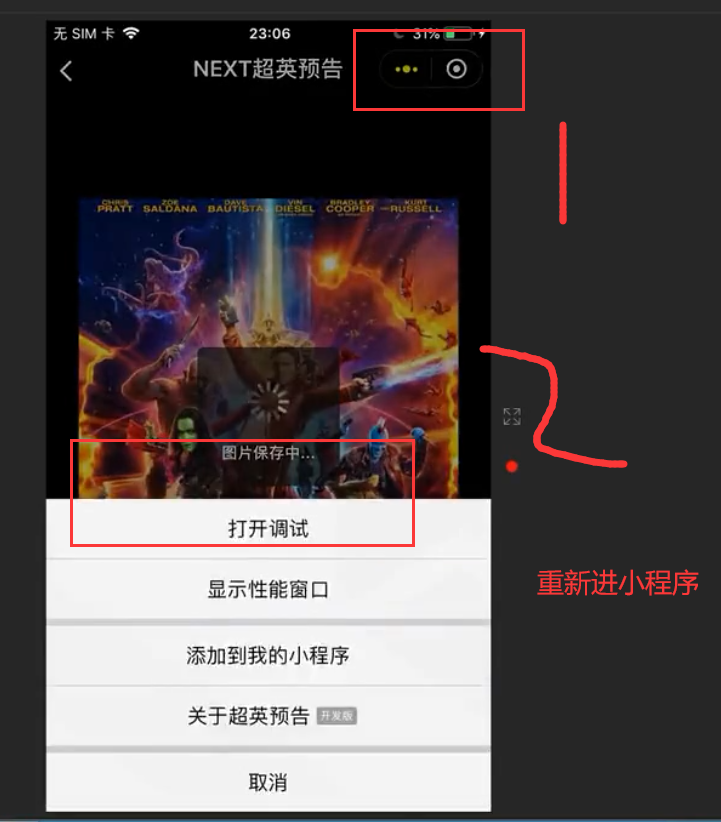 无 SIM 卡 23:06 31%
NEXT超英预告
CHRIS PRATT ZOE SALDANA DAVE BAUTISTA VIN DIESEL BRADLEY COOPER KURT RUSSELL
图片保存中...
打开调试
显示性能窗口
重新进小程序
添加到我的小程序
关于超英预告 开发版
取消